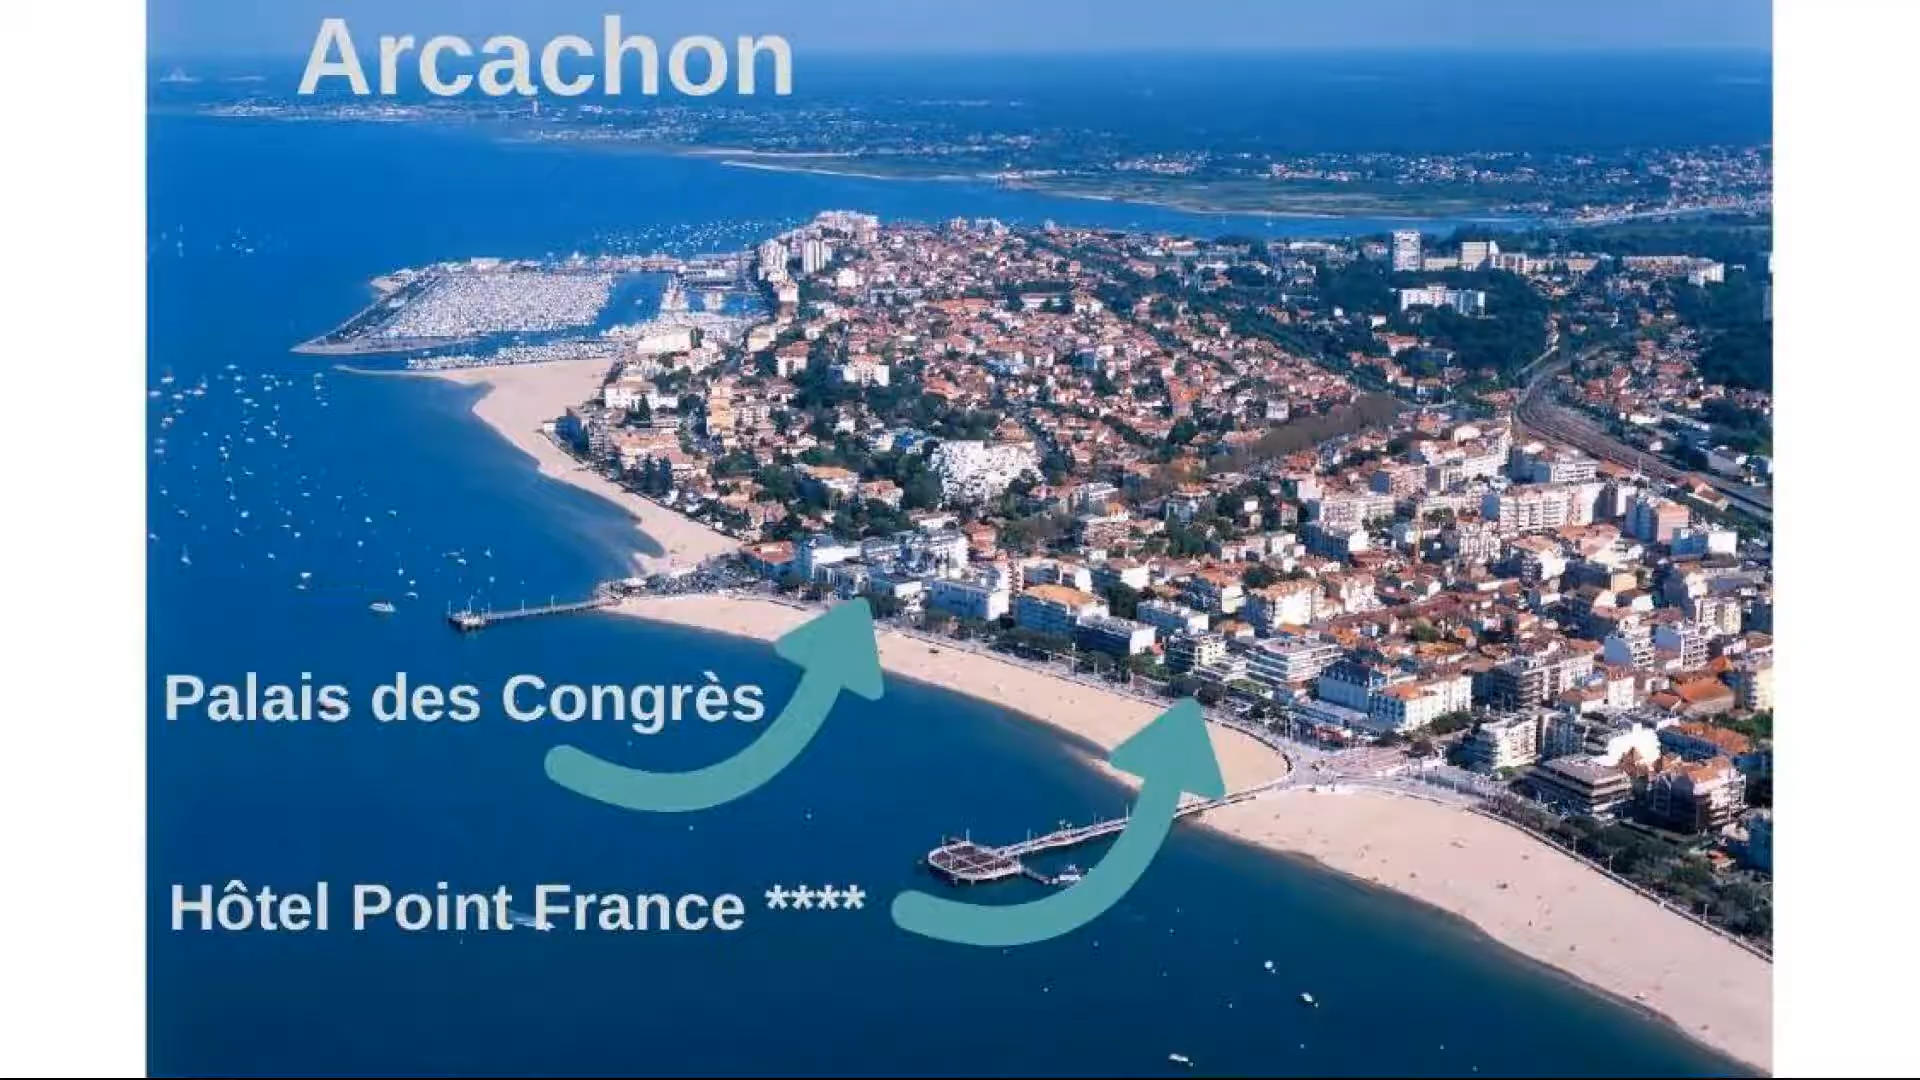 Arcachon
Palais des Congrès
Hôtel Point France ****